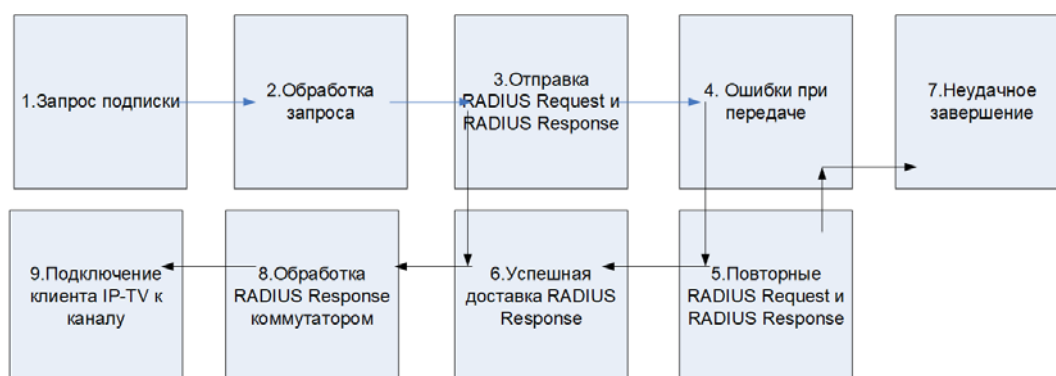 1.Запрос подписки
2.Обработка
запроса
3.Отправка
RADIUS Request и
RADIUS Response
4. Ошибки при
передаче
7.Неудачное
завершение
9.Подключение
клиента IP-TV к
каналу
8.Обработка
RADIUS Response
коммутатором
6.Успешная
доставка RADIUS
Response
5.Повторные
RADIUS Request и
RADIUS Response